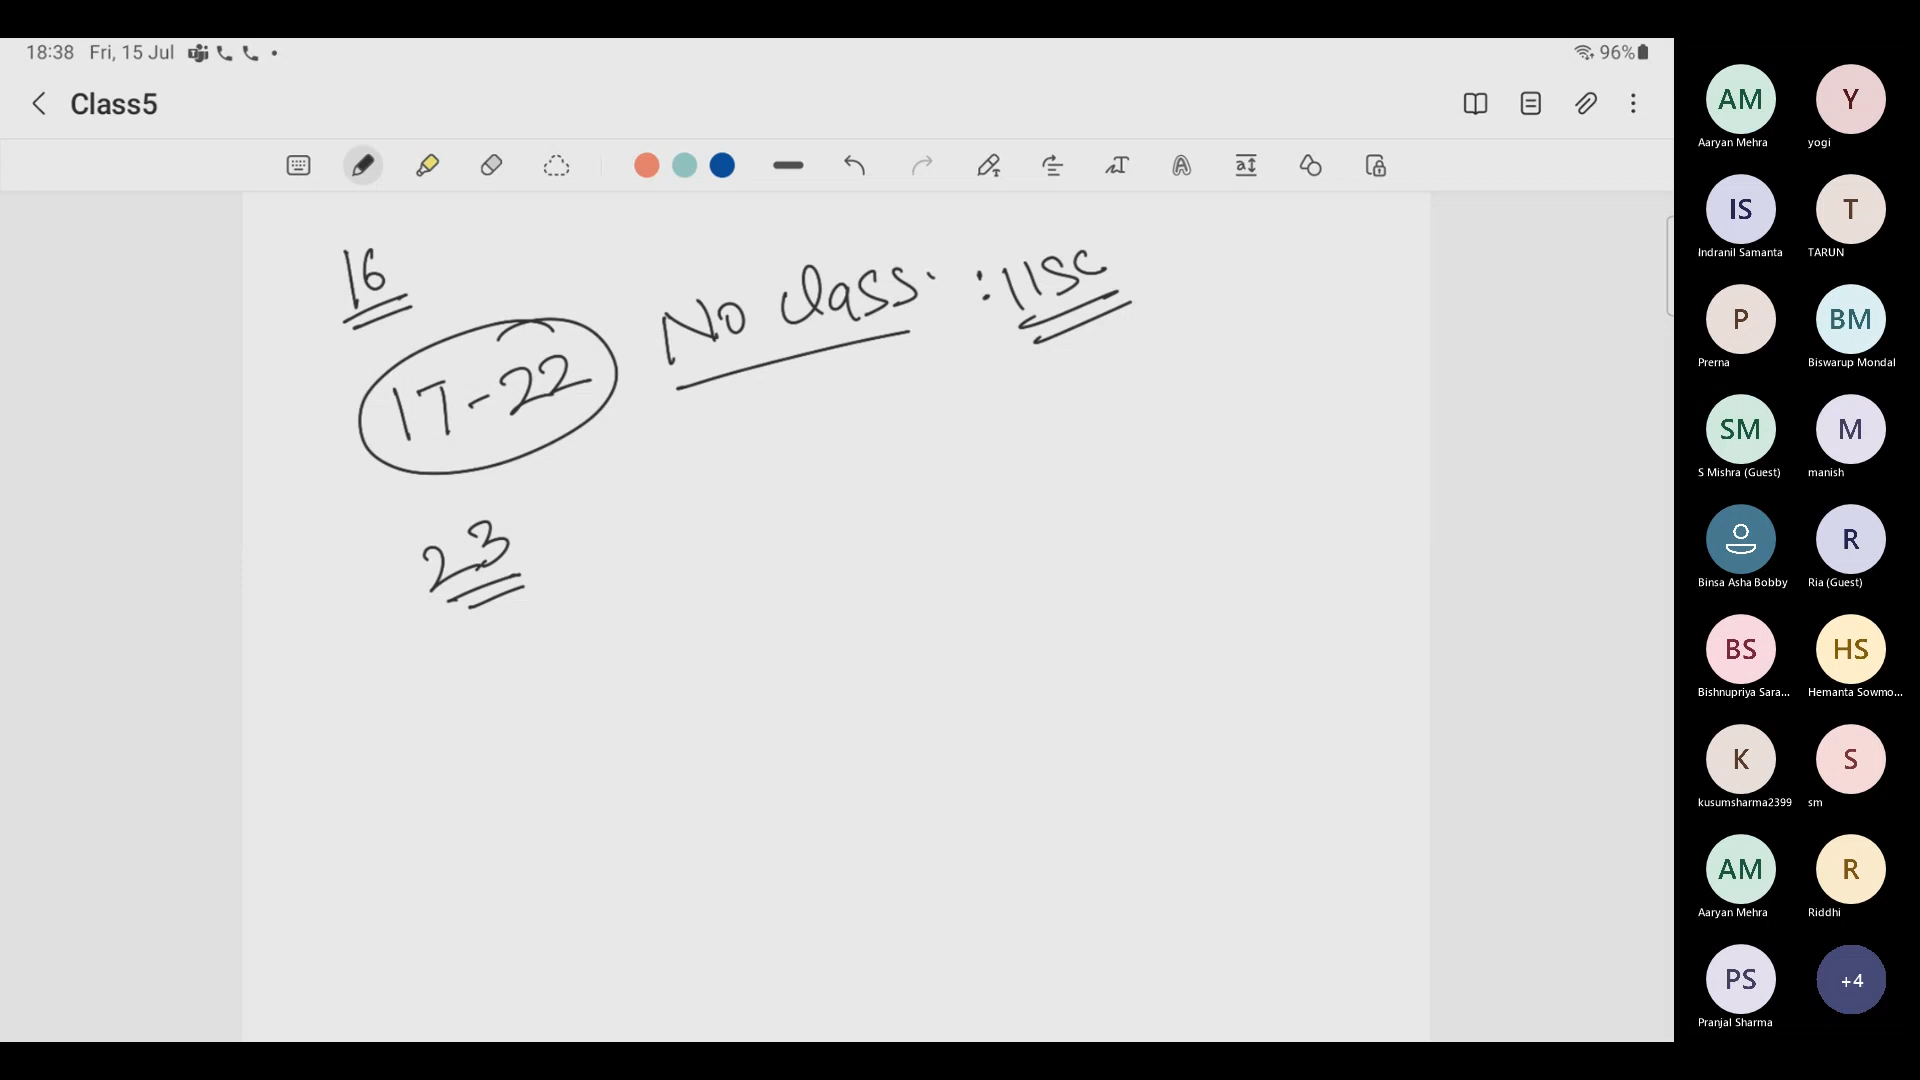 18:38 Fri, 15 Jul
96%
Class5
16
17-22 No class. : IISC
23
AM Y
Aaryan Mehra yogi
IS T
Indranil Samanta TARUN
P BM
Prerna Biswarup Mondal
SM M
S Mishra (Guest) manish
R
Binsa Asha Bobby Ria (Guest)
BS HS
Bishnupriya Sara... Hemanta Sowmo...
K S
kusumsharma2399 sm
AM R
Aaryan Mehra Riddhi
PS +4
Pranjal Sharma